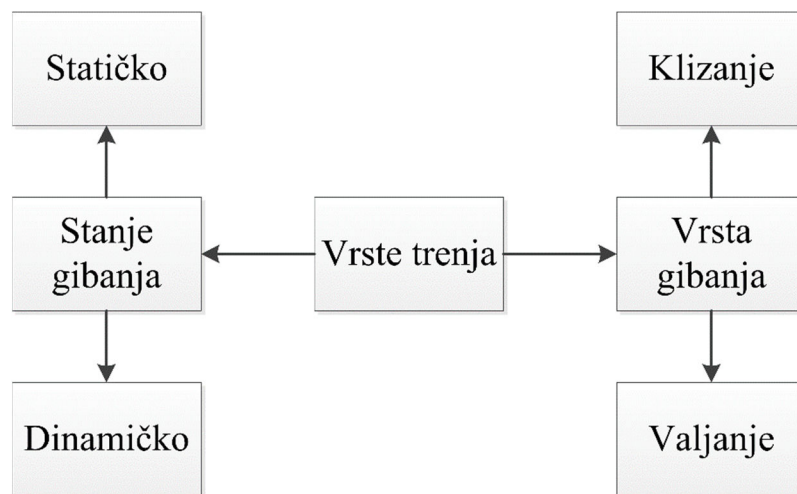 Statičko
Klizanje
Stanje
gibanja
Vrste trenja
Vrsta
gibanja
Dinamičko
Valjanje